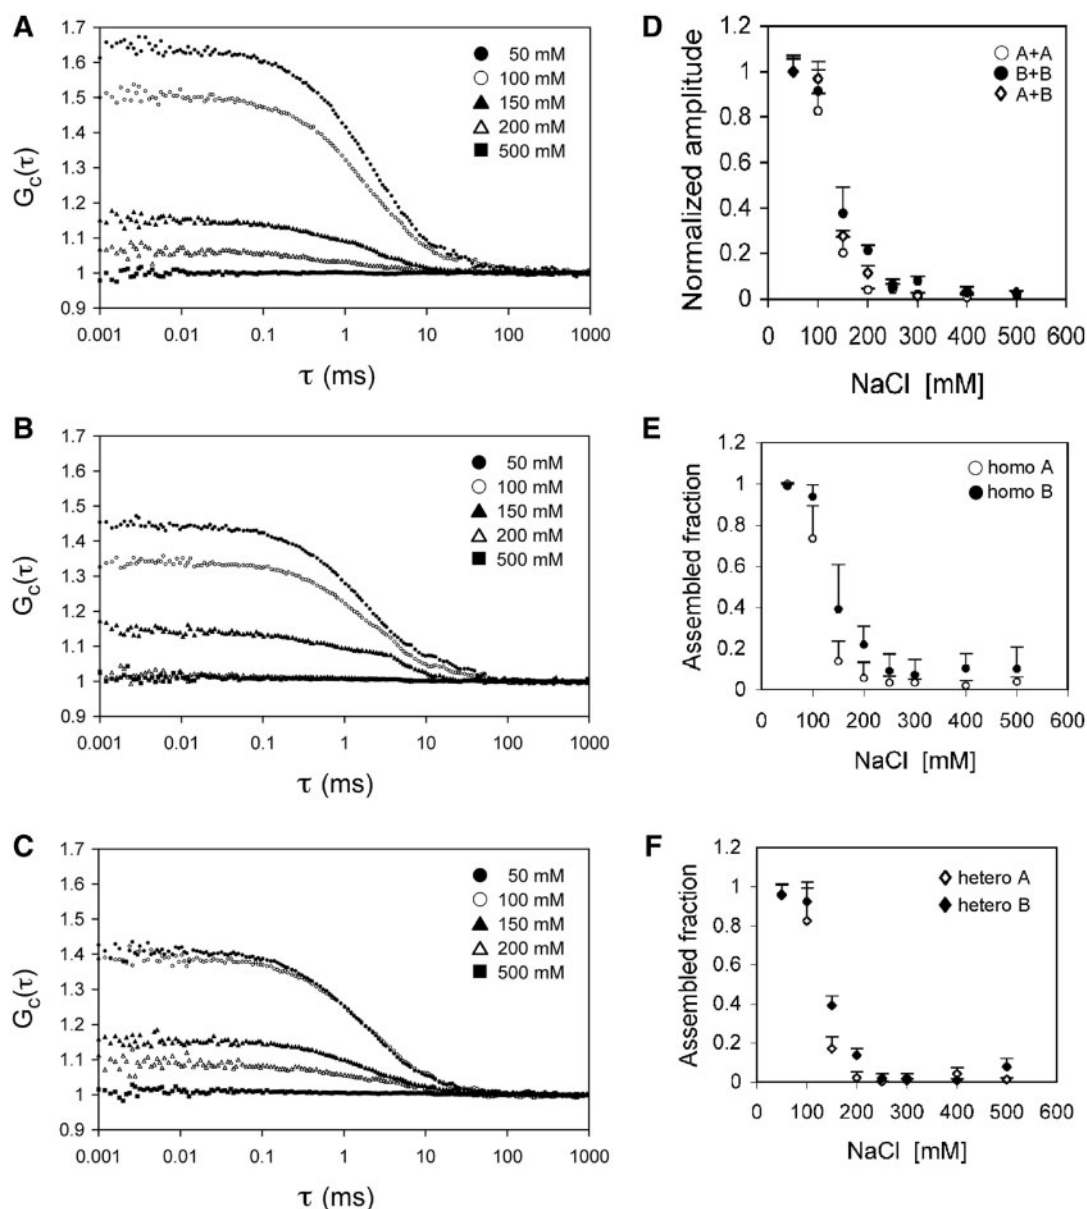 A
1.7
1.6
1.5
1.4
1.3
1.2
1.1
1
0.9
Gc(τ)
0.001 0.01 0.1 1 10 100 1000
τ (ms)
50 mM
100 mM
150 mM
200 mM
500 mM
D
1.2
1
0.8
0.6
0.4
0.2
0
Normalized amplitude
0 100 200 300 400 500 600
NaCl [mM]
A+A
B+B
A+B
B
1.7
1.6
1.5
1.4
1.3
1.2
1.1
1
0.9
Gc(τ)
0.001 0.01 0.1 1 10 100 1000
τ (ms)
50 mM
100 mM
150 mM
200 mM
500 mM
E
1.2
1
0.8
0.6
0.4
0.2
0
Assembled fraction
0 100 200 300 400 500 600
NaCl [mM]
homo A
homo B
C
1.7
1.6
1.5
1.4
1.3
1.2
1.1
1
0.9
Gc(τ)
0.001 0.01 0.1 1 10 100 1000
τ (ms)
50 mM
100 mM
150 mM
200 mM
500 mM
F
1.2
1
0.8
0.6
0.4
0.2
0
Assembled fraction
0 100 200 300 400 500 600
NaCl [mM]
hetero A
hetero B